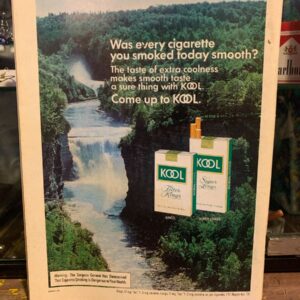 Was every cigarette
you smoked today smooth?
The taste of extra coolness
makes smooth taste
a sure thing with KOOL.
Come up to KOOL.
KOOL
Filter
Kings
KOOL
Super
Longs
Warning: The Surgeon General Has Determined
That Cigarette Smoking Is Dangerous to Your Health.
Marlboro